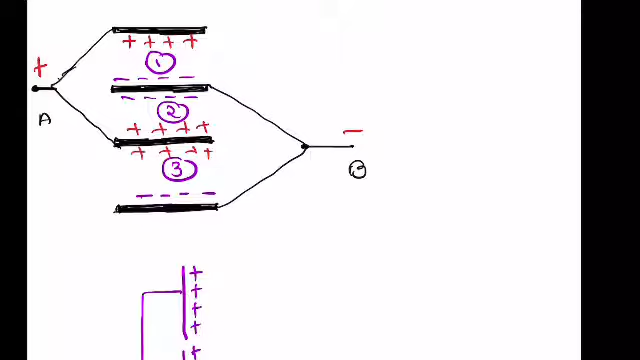 + + + +
+
①
- - - - -
A
- - - -
②
+ + + +
-
+ + + +
③
B
- - - -
+
+
+
+
+